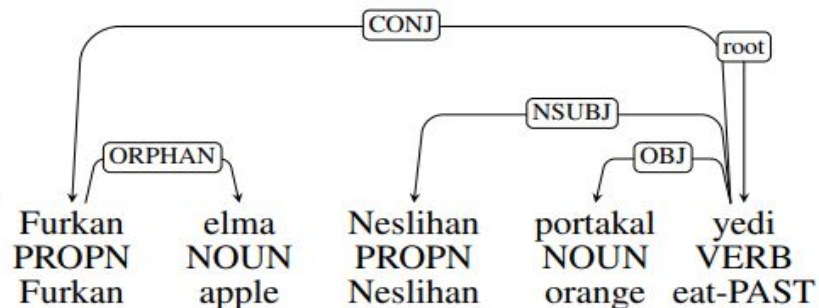 CONJ
root
NSUBJ
ORPHAN
OBJ
Furkan elma Neslihan portakal yedi
PROPN NOUN PROPN NOUN VERB
Furkan apple Neslihan orange eat-PAST